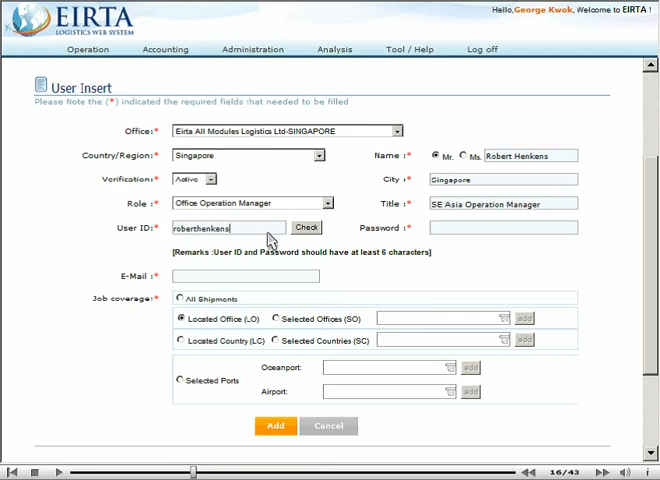 Hello,George Kwok, Welcome to EIRTA !
EIRTA
LOGISTICS WEB SYSTEM
Operation Accounting Administration Analysis Tool / Help Log off
User Insert
Please Note the (*) indicated the required fields that needed to be filled
Office:* Eirta All Modules Logistics Ltd-SINGAPORE
Country/Region:* Singapore Name :* Mr. Ms. Robert Henkens
Verification:* Active City :* Singapore
Role :* Office Operation Manager Title :* SE Asia Operation Manager
User ID:* roberthenkens Check Password :*
[Remarks :User ID and Password should have at least 6 characters]
E-Mail :*
Job coverage:* All Shipments
Located Office (LO) Selected Offices (SO) add
Located Country (LC) Selected Countries (SC) add
Selected Ports Oceanport: add
Airport: add
Add Cancel
16/43